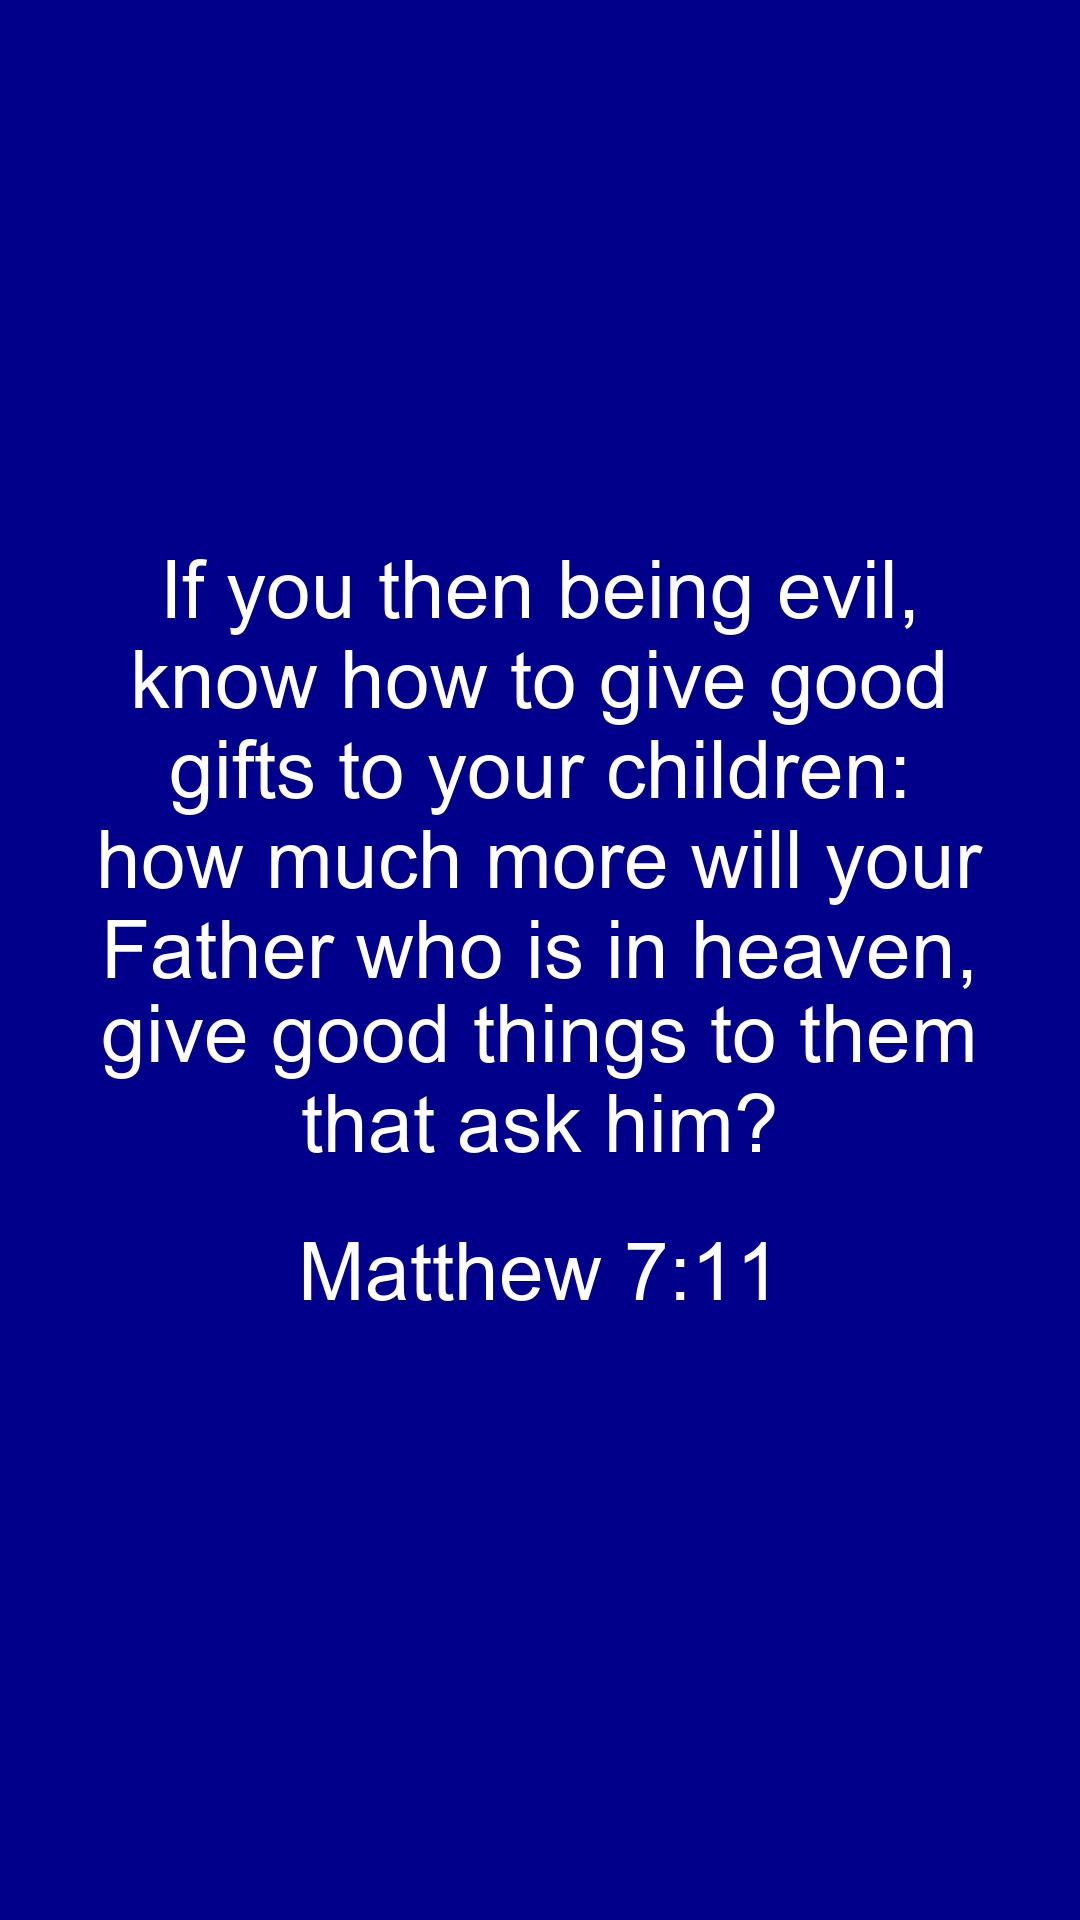 If you then being evil,
know how to give good
gifts to your children:
how much more will your
Father who is in heaven,
give good things to them
that ask him?
Matthew 7:11